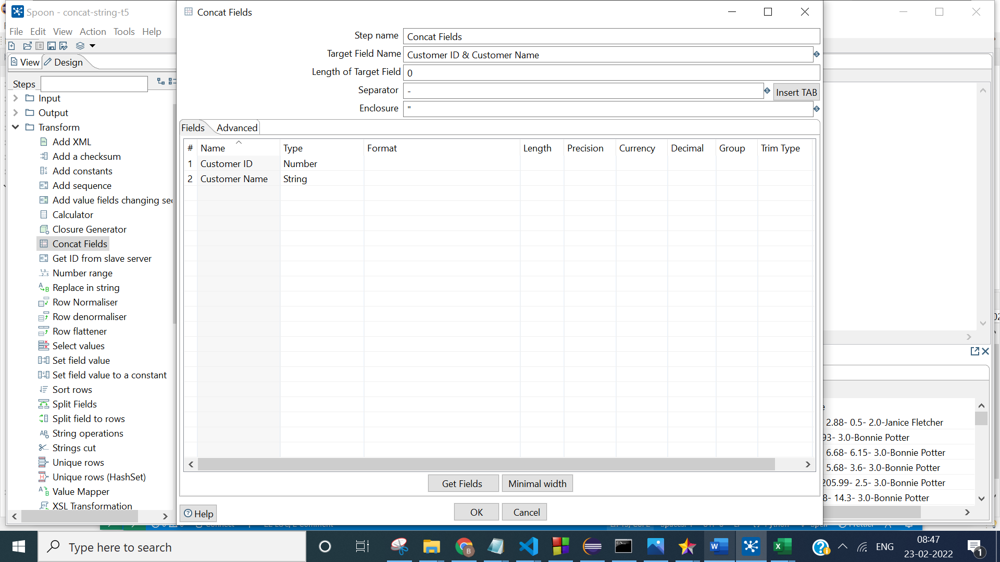 Spoon - concat-string-t5
File Edit View Action Tools Help
View Design
Steps
Input
Output
Transform
Add XML
Add a checksum
Add constants
Add sequence
Add value fields changing se
Calculator
Closure Generator
Concat Fields
Get ID from slave server
Number range
Replace in string
Row Normaliser
Row denormaliser
Row flattener
Select values
Set field value
Set field value to a constant
Sort rows
Split Fields
Split field to rows
String operations
Strings cut
Unique rows
Unique rows (HashSet)
Value Mapper
XSL Transformation
Concat Fields
Step name Concat Fields
Target Field Name Customer ID & Customer Name
Length of Target Field 0
Separator - Insert TAB
Enclosure "
Fields Advanced
# Name Type Format Length Precision Currency Decimal Group Trim Type
1 Customer ID Number
2 Customer Name String
Get Fields Minimal width
Help OK Cancel
2.88- 0.5- 2.0-Janice Fletcher
93- 3.0-Bonnie Potter
6.68- 6.15- 3.0-Bonnie Potter
5.68- 3.6- 3.0-Bonnie Potter
205.99- 2.5- 3.0-Bonnie Potter
8- 14.3- 3.0-Bonnie Potter
Type here to search
ENG
08:47
23-02-2022
1